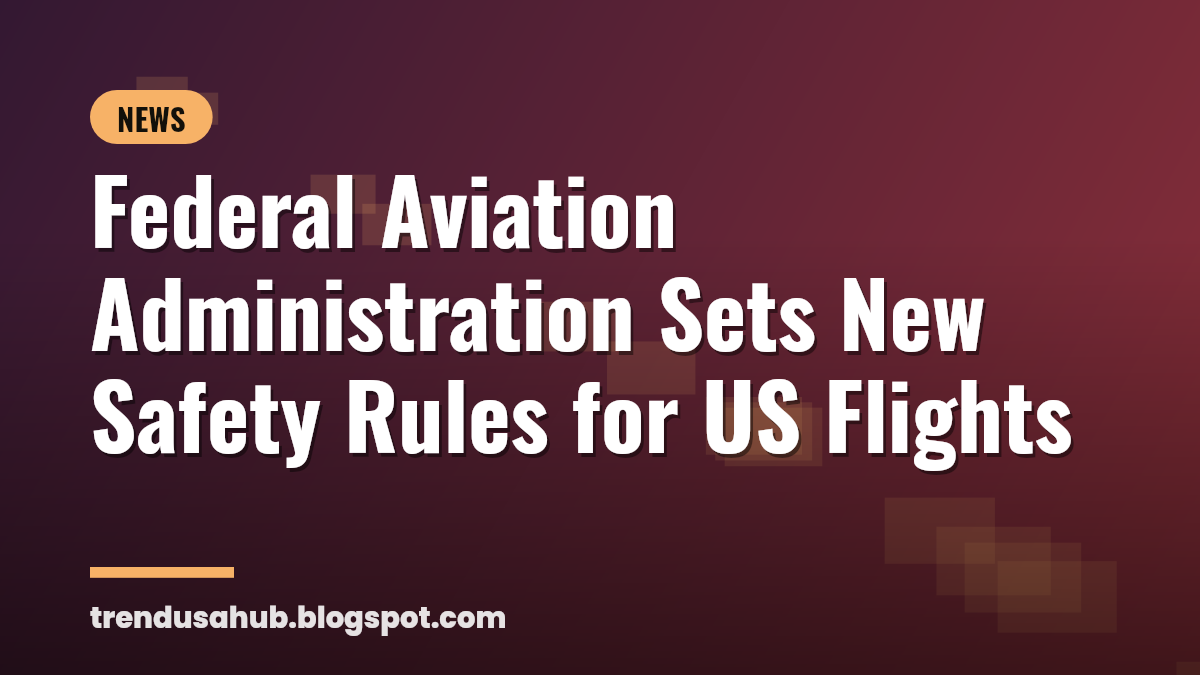 NEWS
Federal Aviation
Administration Sets New
Safety Rules for US Flights
trendusahub.blogspot.com